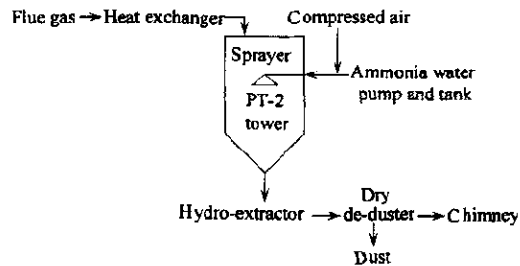 Flue gas Heat exchanger
Compressed air
Sprayer
Ammonia water
pump and tank
PT-2
tower
Hydro-extractor
Dry
de-duster
Chimney
Dust